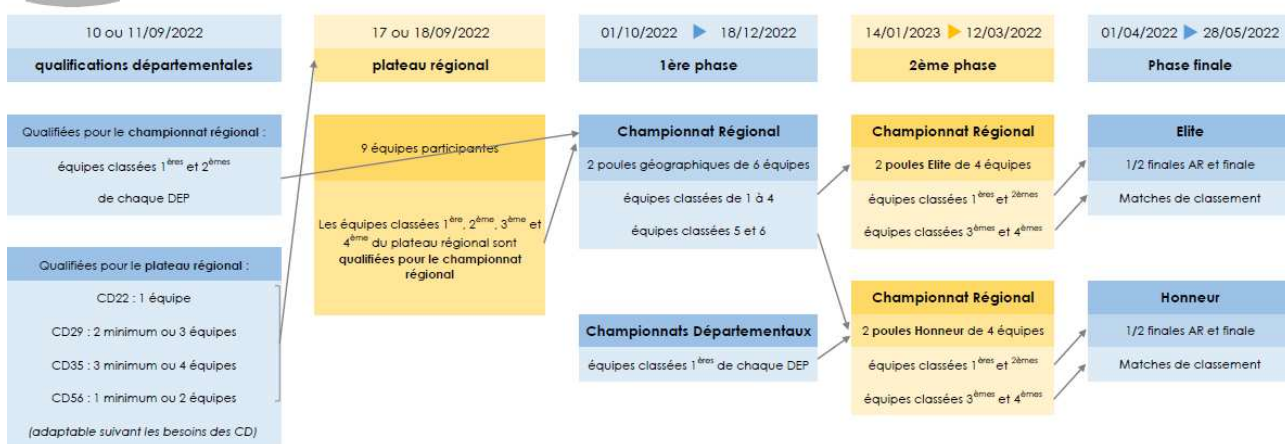 10 ou 11/09/2022
qualifications départementales
Qualifiées pour le championnat régional :
équipes classées 1ères et 2èmes
de chaque DEP
Qualifiées pour le plateau régional :
CD22 : 1 équipe
CD29 : 2 minimum ou 3 équipes
CD35 : 3 minimum ou 4 équipes
CD56 : 1 minimum ou 2 équipes
(adaptable suivant les besoins des CD)
17 ou 18/09/2022
plateau régional
9 équipes participantes
Les équipes classées 1ère, 2ème, 3ème et
4ème du plateau régional sont
qualifiées pour le championnat
régional
01/10/2022 ▶ 18/12/2022
1ère phase
Championnat Régional
2 poules géographiques de 6 équipes
équipes classées de 1 à 4
équipes classées 5 et 6
Championnats Départementaux
équipes classées 1ères de chaque DEP
14/01/2023 ▶ 12/03/2022
2ème phase
Championnat Régional
2 poules Elite de 4 équipes
équipes classées 1ères et 2èmes
équipes classées 3èmes et 4èmes
Championnat Régional
2 poules Honneur de 4 équipes
équipes classées 1ères et 2èmes
équipes classées 3èmes et 4èmes
01/04/2022 ▶ 28/05/2022
Phase finale
Elite
1/2 finales AR et finale
Matches de classement
Honneur
1/2 finales AR et finale
Matches de classement